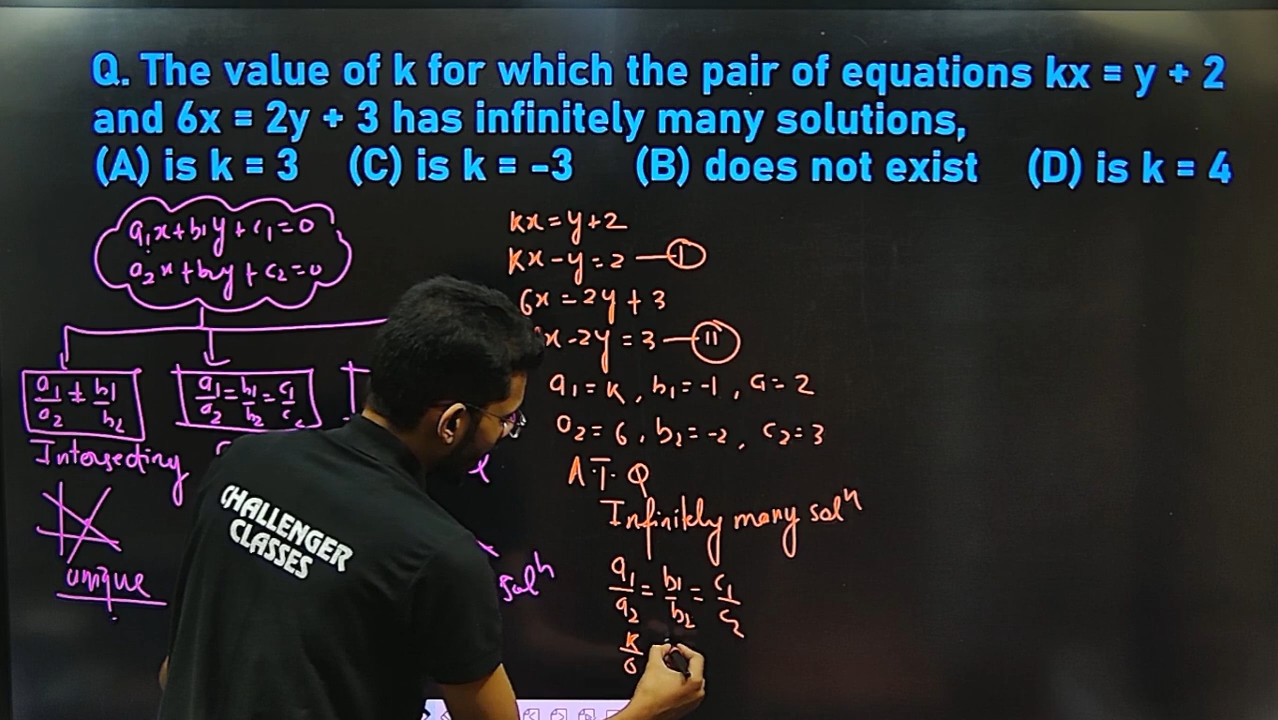 Q. The value of k for which the pair of equations kx = y + 2
and 6x = 2y + 3 has infinitely many solutions,
(A) is k = 3 (C) is k = -3 (B) does not exist (D) is k = 4
a₁x+b₁y+c₁=0
a₂x+b₂y+c₂=0
a₁/a₂ ≠ b₁/b₂
Intersecting
unique
a₁/a₂ = b₁/b₂ = c₁/c₂
solⁿ
kx=y+2
kx-y=2 — I
6x=2y+3
x-2y=3 — II
a₁=k, b₁=-1, c₁=2
a₂=6, b₂=-2, c₂=3
A.T.Q
Infinitely many solⁿ
a₁/a₂ = b₁/b₂ = c₁/c₂
k/6
CHALLENGER
CLASSES